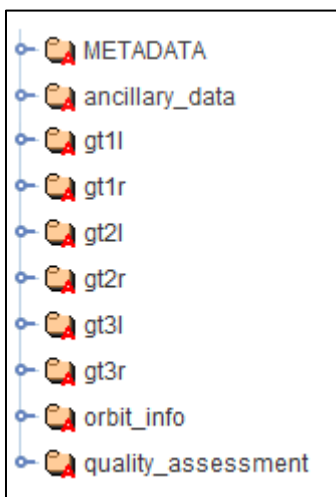 METADATA
ancillary_data
gt1l
gt1r
gt2l
gt2r
gt3l
gt3r
orbit_info
quality_assessment